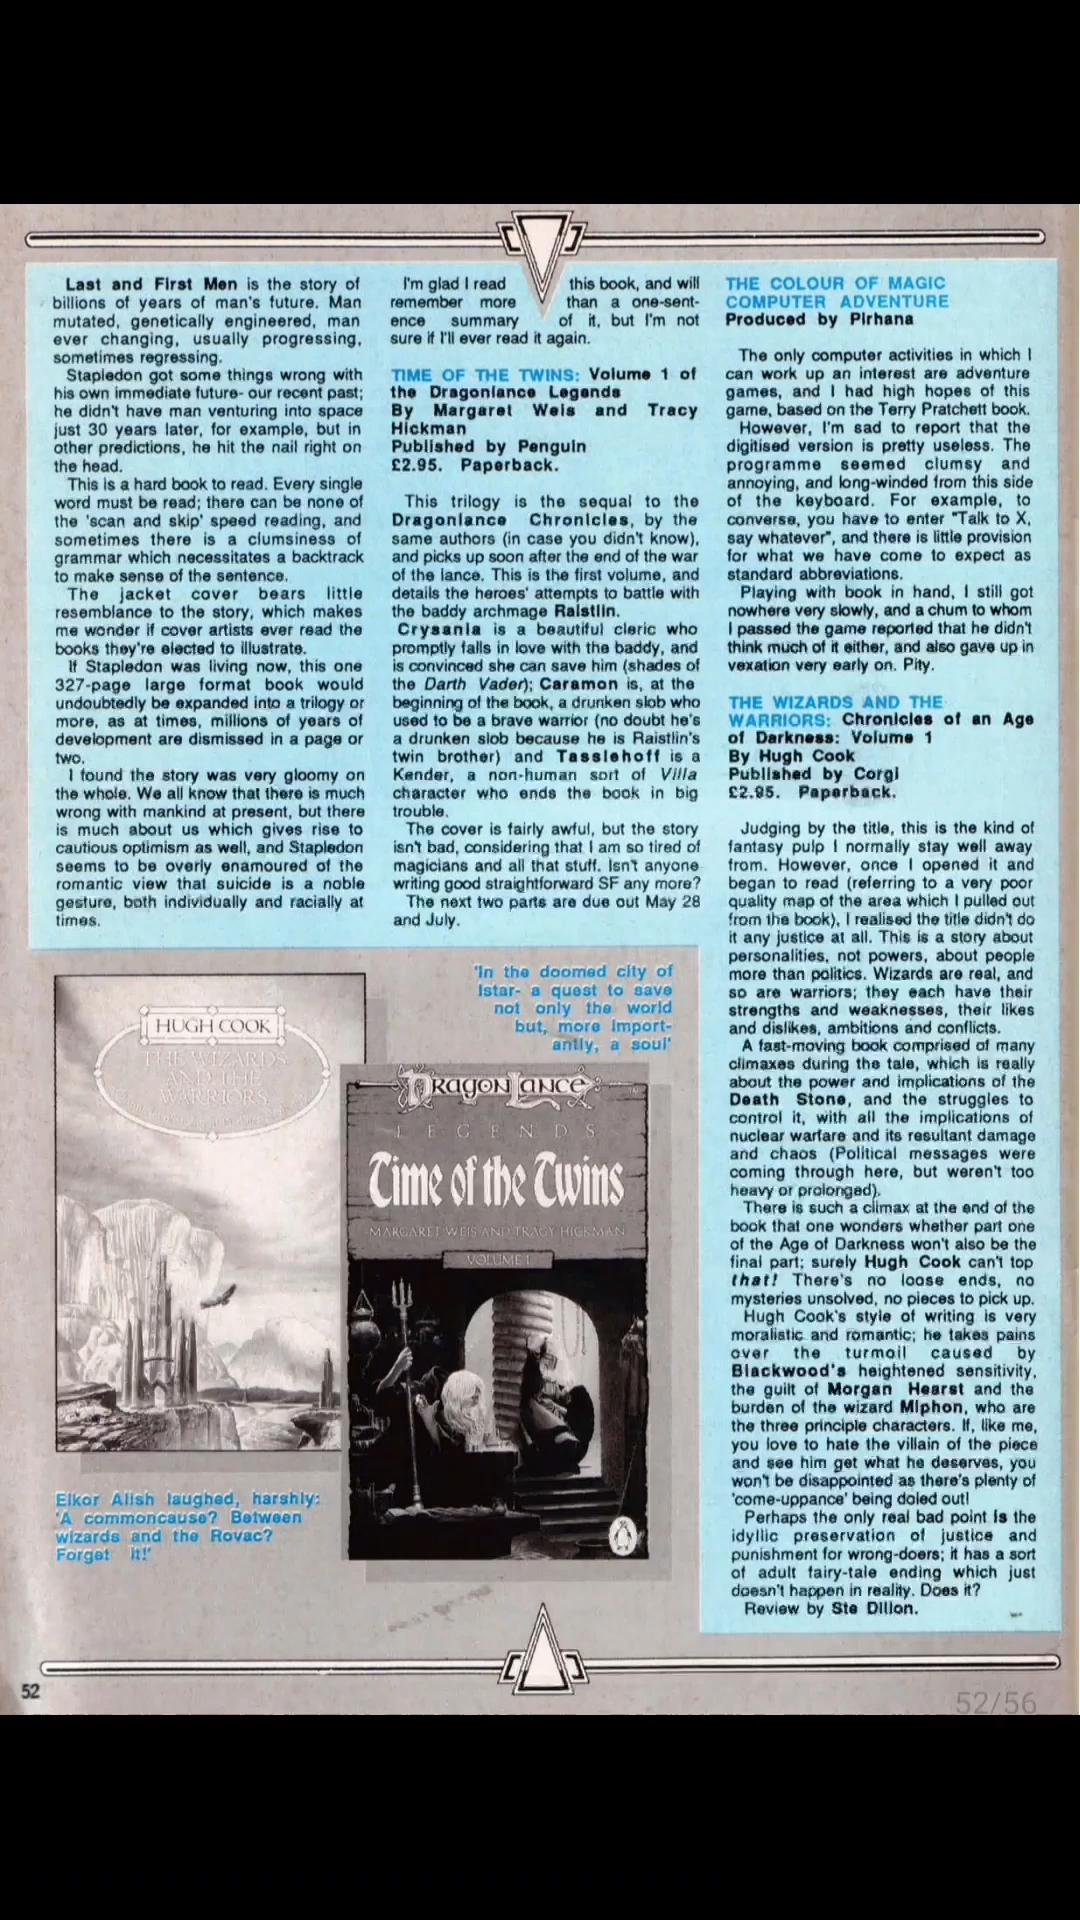 Last and First Men is the story of
billions of years of man's future. Man
mutated, genetically engineered, man
ever changing, usually progressing,
sometimes regressing.
Stapledon got some things wrong with
his own immediate future- our recent past;
he didn't have man venturing into space
just 30 years later, for example, but in
other predictions, he hit the nail right on
the head.
This is a hard book to read. Every single
word must be read; there can be none of
the 'scan and skip' speed reading, and
sometimes there is a clumsiness of
grammar which necessitates a backtrack
to make sense of the sentence.
The jacket cover bears little
resemblance to the story, which makes
me wonder if cover artists ever read the
books they're elected to illustrate.
If Stapledon was living now, this one
327-page large format book would
undoubtedly be expanded into a trilogy or
more, as at times, millions of years of
development are dismissed in a page or
two.
I found the story was very gloomy on
the whole. We all know that there is much
wrong with mankind at present, but there
is much about us which gives rise to
cautious optimism as well, and Stapledon
seems to be overly enamoured of the
romantic view that suicide is a noble
gesture, both individually and racially at
times.
I'm glad I read this book, and will
remember more than a one-sent-
ence summary of it, but I'm not
sure if I'll ever read it again.
TIME OF THE TWINS: Volume 1 of
the Dragonlance Legends
By Margaret Weis and Tracy
Hickman
Published by Penguin
£2.95. Paperback.
This trilogy is the sequal to the
Dragonlance Chronicles, by the
same authors (in case you didn't know),
and picks up soon after the end of the war
of the lance. This is the first volume, and
details the heroes' attempts to battle with
the baddy archmage Raistlin.
Crysania is a beautiful cleric who
promptly falls in love with the baddy, and
is convinced she can save him (shades of
the Darth Vader); Caramon is, at the
beginning of the book, a drunken slob who
used to be a brave warrior (no doubt he's
a drunken slob because he is Raistlin's
twin brother) and Tasslehoff is a
Kender, a non-human sort of Villa
character who ends the book in big
trouble.
The cover is fairly awful, but the story
isn't bad, considering that I am so tired of
magicians and all that stuff. Isn't anyone
writing good straightforward SF any more?
The next two parts are due out May 28
and July.
THE COLOUR OF MAGIC
COMPUTER ADVENTURE
Produced by Pirhana
The only computer activities in which I
can work up an interest are adventure
games, and I had high hopes of this
game, based on the Terry Pratchett book.
However, I'm sad to report that the
digitised version is pretty useless. The
programme seemed clumsy and
annoying, and long-winded from this side
of the keyboard. For example, to
converse, you have to enter "Talk to X,
say whatever", and there is little provision
for what we have come to expect as
standard abbreviations.
Playing with book in hand, I still got
nowhere very slowly, and a chum to whom
I passed the game reported that he didn't
think much of it either, and also gave up in
vexation very early on. Pity.
THE WIZARDS AND THE
WARRIORS: Chronicles of an Age
of Darkness: Volume 1
By Hugh Cook
Published by Corgi
£2.95. Paperback.
Judging by the title, this is the kind of
fantasy pulp I normally stay well away
from. However, once I opened it and
began to read (referring to a very poor
quality map of the area which I pulled out
from the book), I realised the title didn't do
it any justice at all. This is a story about
personalities, not powers, about people
more than politics. Wizards are real, and
so are warriors; they each have their
strengths and weaknesses, their likes
and dislikes, ambitions and conflicts.
A fast-moving book comprised of many
climaxes during the tale, which is really
about the power and implications of the
Death Stone, and the struggles to
control it, with all the implications of
nuclear warfare and its resultant damage
and chaos (Political messages were
coming through here, but weren't too
heavy or prolonged).
There is such a climax at the end of the
book that one wonders whether part one
of the Age of Darkness won't also be the
final part; surely Hugh Cook can't top
that! There's no loose ends, no
mysteries unsolved, no pieces to pick up.
Hugh Cook's style of writing is very
moralistic and romantic; he takes pains
over the turmoil caused by
Blackwood's heightened sensitivity,
the guilt of Morgan Hearst and the
burden of the wizard Miphon, who are
the three principle characters. If, like me,
you love to hate the villain of the piece
and see him get what he deserves, you
won't be disappointed as there's plenty of
'come-uppance' being doled out!
Perhaps the only real bad point is the
idyllic preservation of justice and
punishment for wrong-doers; it has a sort
of adult fairy-tale ending which just
doesn't happen in reality. Does it?
Review by Ste Dillon.
'In the doomed city of
Istar- a quest to save
not only the world
but, more import-
antly, a soul'
HUGH COOK
THE WIZARDS
AND THE
WARRIORS
DRAGONLANCE
LEGENDS
Time of the Twins
MARGARET WEIS AND TRACY HICKMAN
VOLUME 1
Elkor Alish laughed, harshly:
'A commoncause? Between
wizards and the Rovac?
Forget it!'
52
52/56